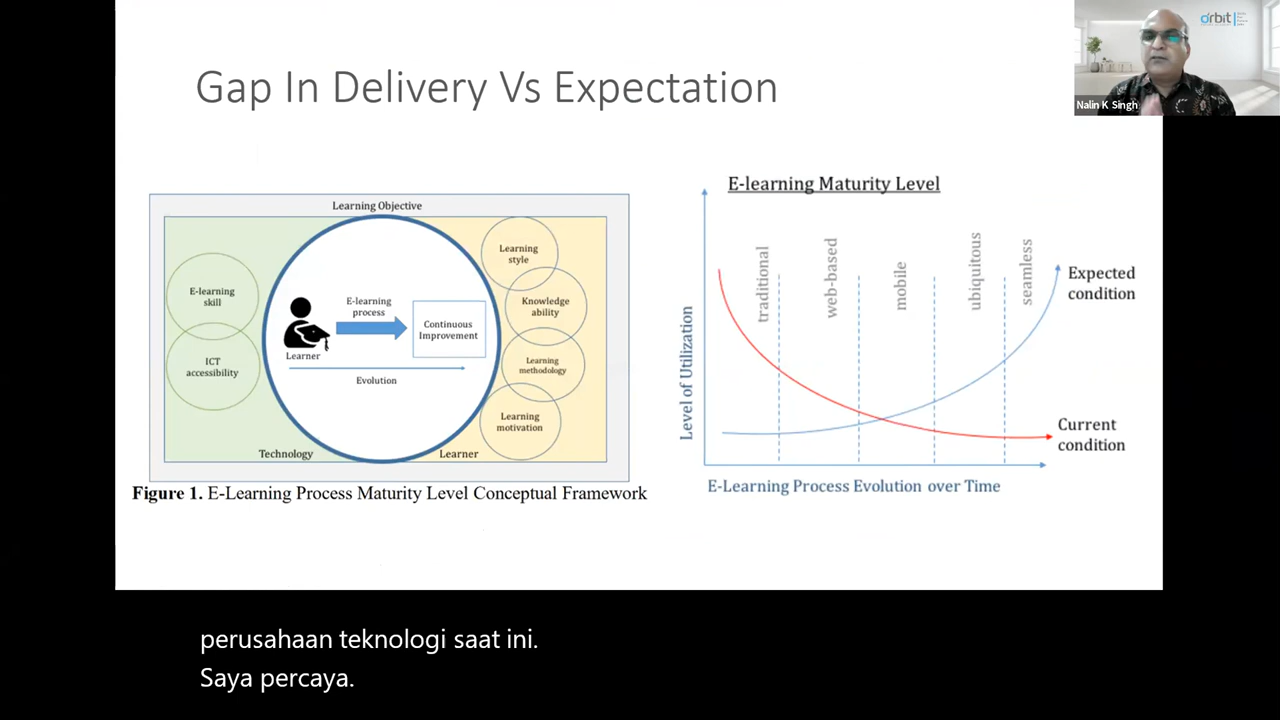 Gap In Delivery Vs Expectation
órbit
Nalin K Singh
Learning Objective
E-learning
skill
ICT
accessibility
Technology
Learner
E-learning
process
Continuous
Improvement
Evolution
Learning
style
Knowledge
ability
Learning
methodology
Learning
motivation
Learner
Figure 1. E-Learning Process Maturity Level Conceptual Framework
E-learning Maturity Level
Level of Utilization
traditional
web-based
mobile
ubiquitous
seamless
Expected
condition
Current
condition
E-Learning Process Evolution over Time
perusahaan teknologi saat ini.
Saya percaya.